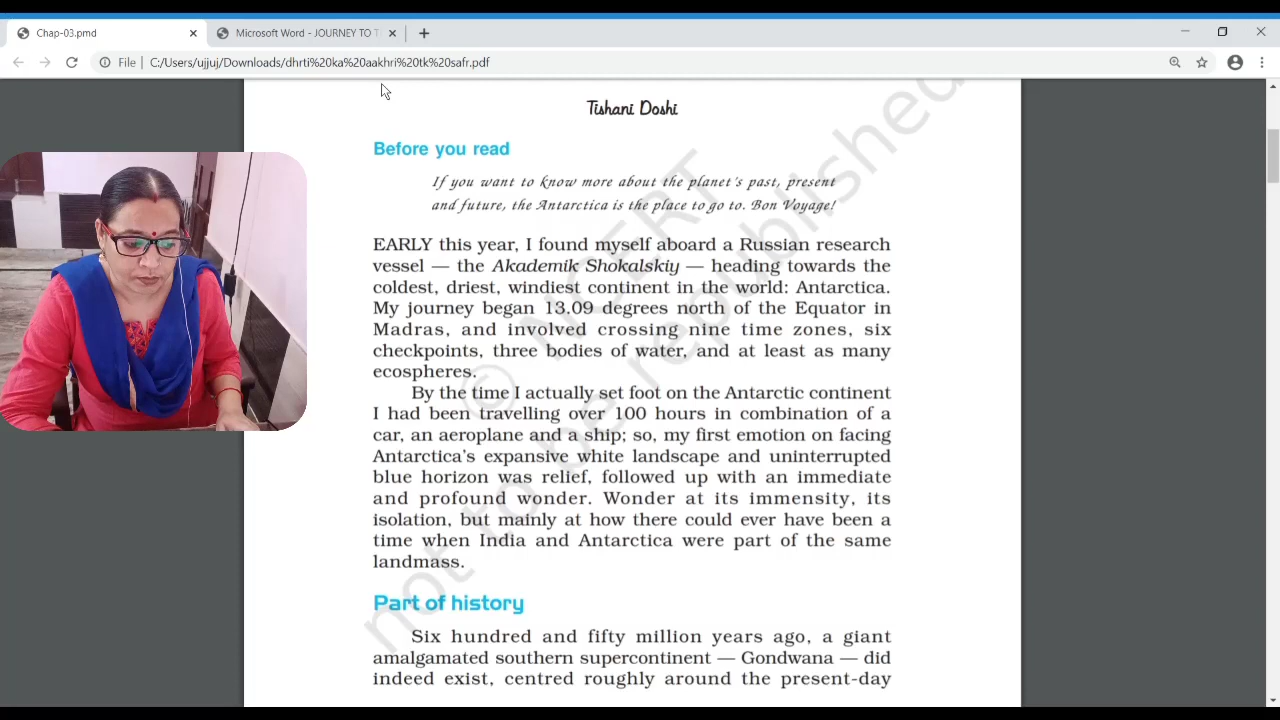 Chap-03.pmd
Microsoft Word - JOURNEY TO T
File
C:/Users/ujjuj/Downloads/dhrti%20ka%20aakhri%20tk%20safr.pdf
Tishani Doshi
Before you read
If you want to know more about the planet's past, present
and future, the Antarctica is the place to go to. Bon Voyage!
EARLY this year, I found myself aboard a Russian research
vessel — the Akademik Shokalskiy — heading towards the
coldest, driest, windiest continent in the world: Antarctica.
My journey began 13.09 degrees north of the Equator in
Madras, and involved crossing nine time zones, six
checkpoints, three bodies of water, and at least as many
ecospheres.
By the time I actually set foot on the Antarctic continent
I had been travelling over 100 hours in combination of a
car, an aeroplane and a ship; so, my first emotion on facing
Antarctica's expansive white landscape and uninterrupted
blue horizon was relief, followed up with an immediate
and profound wonder. Wonder at its immensity, its
isolation, but mainly at how there could ever have been a
time when India and Antarctica were part of the same
landmass.
Part of history
Six hundred and fifty million years ago, a giant
amalgamated southern supercontinent — Gondwana — did
indeed exist, centred roughly around the present-day
© NCERT
not to be republished